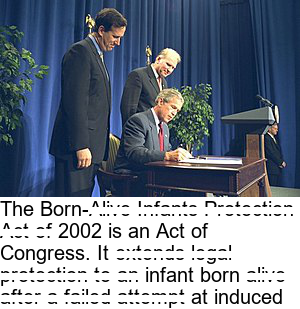 The Born-Alive Infants Protection
Act of 2002 is an Act of
Congress. It extends legal
protection to an infant born alive
after a failed attempt at induced